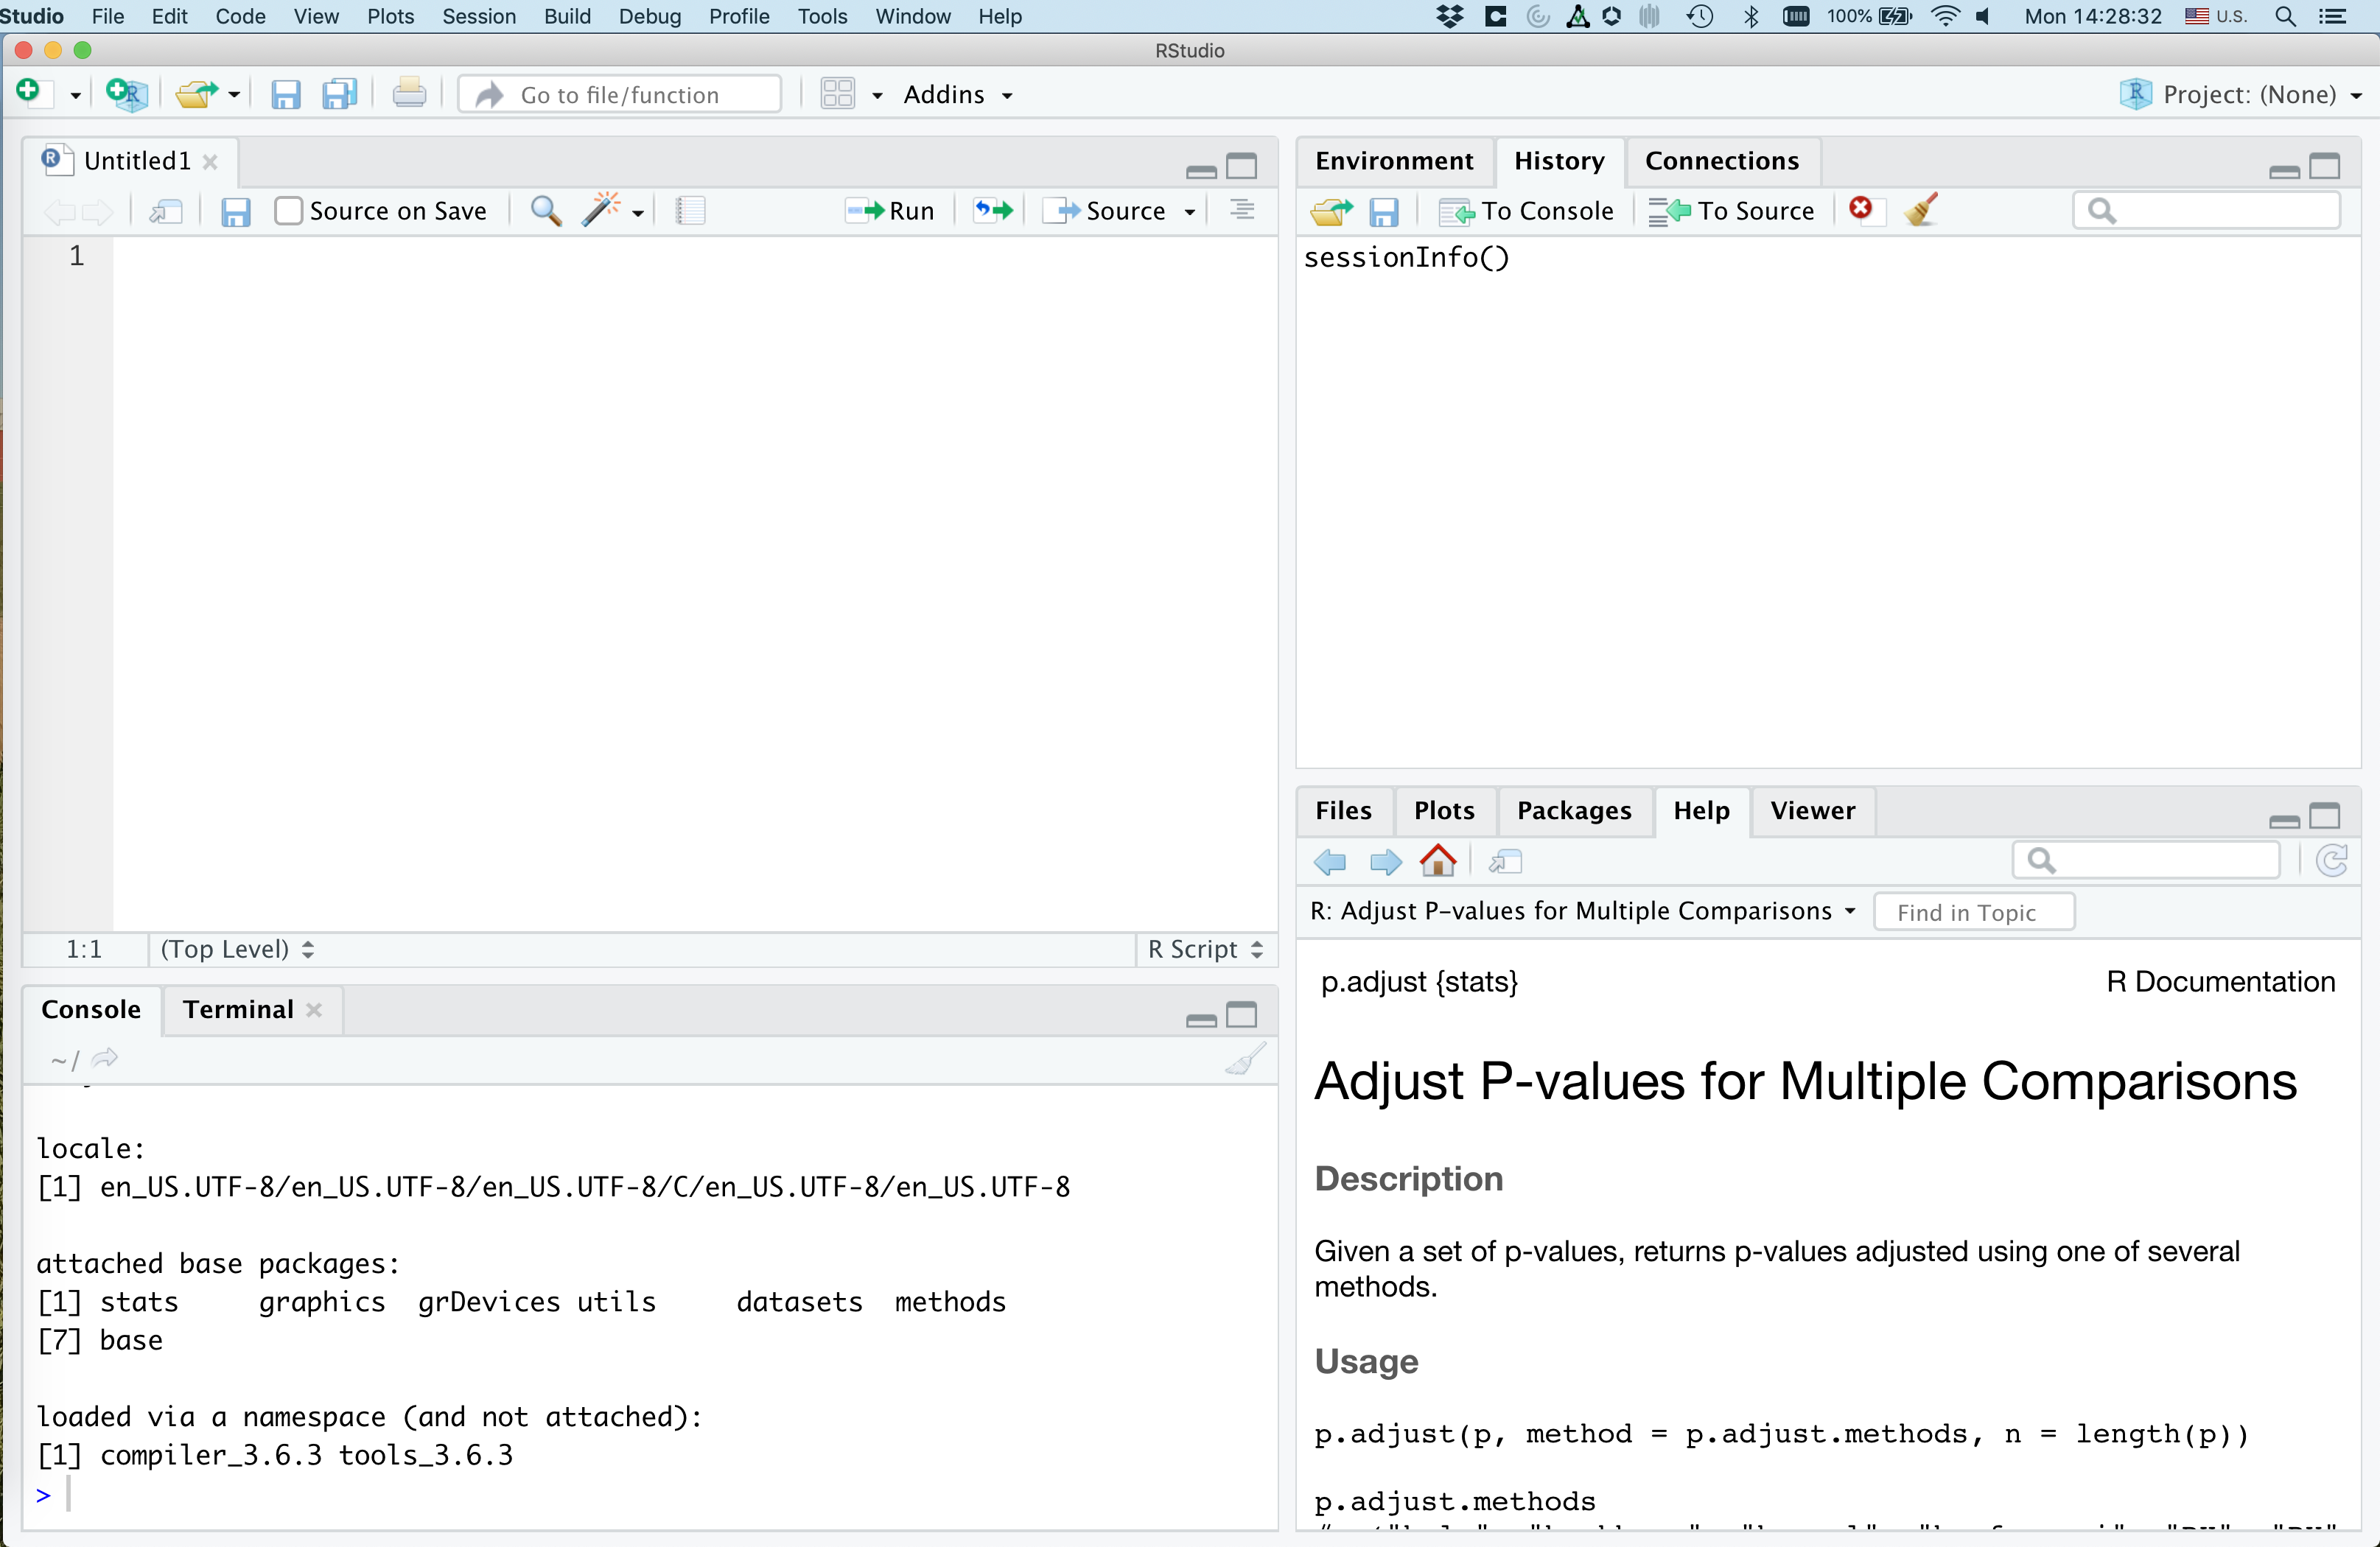 Studio File Edit Code View Plots Session Build Debug Profile Tools Window Help 100% Mon 14:28:32 U.S.
RStudio
Go to file/function Addins Project: (None)
Untitled1
Source on Save Run Source
1
1:1 (Top Level) R Script
Environment History Connections
To Console To Source
sessionInfo()
Console Terminal
~/
locale:
[1] en_US.UTF-8/en_US.UTF-8/en_US.UTF-8/C/en_US.UTF-8/en_US.UTF-8
attached base packages:
[1] stats graphics grDevices utils datasets methods
[7] base
loaded via a namespace (and not attached):
[1] compiler_3.6.3 tools_3.6.3
>
Files Plots Packages Help Viewer
R: Adjust P-values for Multiple Comparisons Find in Topic
p.adjust {stats} R Documentation
Adjust P-values for Multiple Comparisons
Description
Given a set of p-values, returns p-values adjusted using one of several
methods.
Usage
p.adjust(p, method = p.adjust.methods, n = length(p))
p.adjust.methods